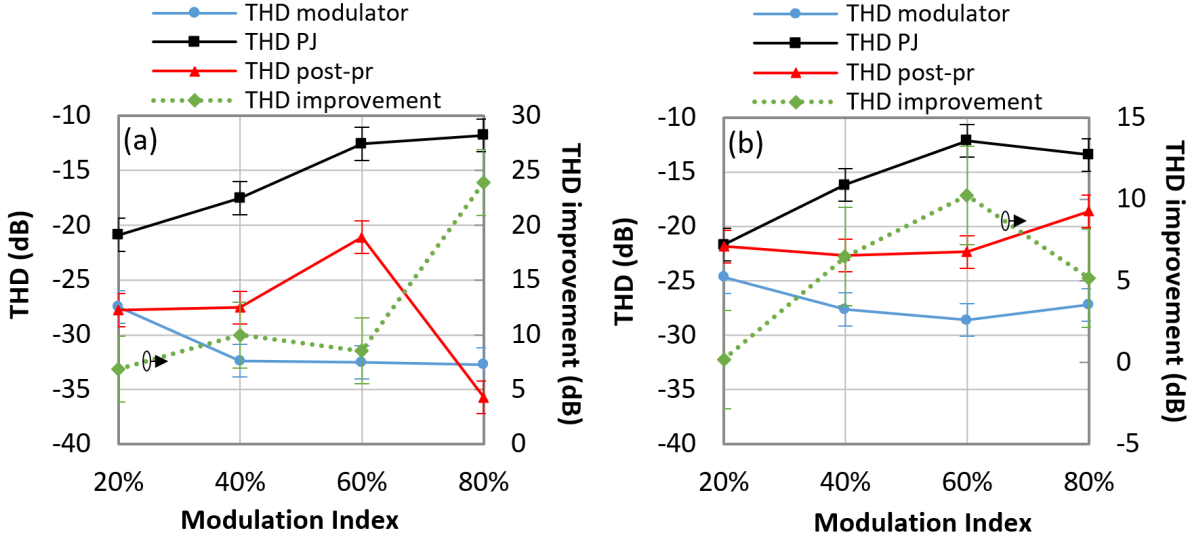 THD modulator
THD PJ
THD post-pr
THD improvement
(a)
-10
-15
-20
-25
-30
-35
-40
THD (dB)
30
25
20
15
10
5
0
THD improvement (dB)
20% 40% 60% 80%
Modulation Index
THD modulator
THD PJ
THD post-pr
THD improvement
(b)
-10
-15
-20
-25
-30
-35
-40
THD (dB)
15
10
5
0
-5
THD improvement (dB)
20% 40% 60% 80%
Modulation Index